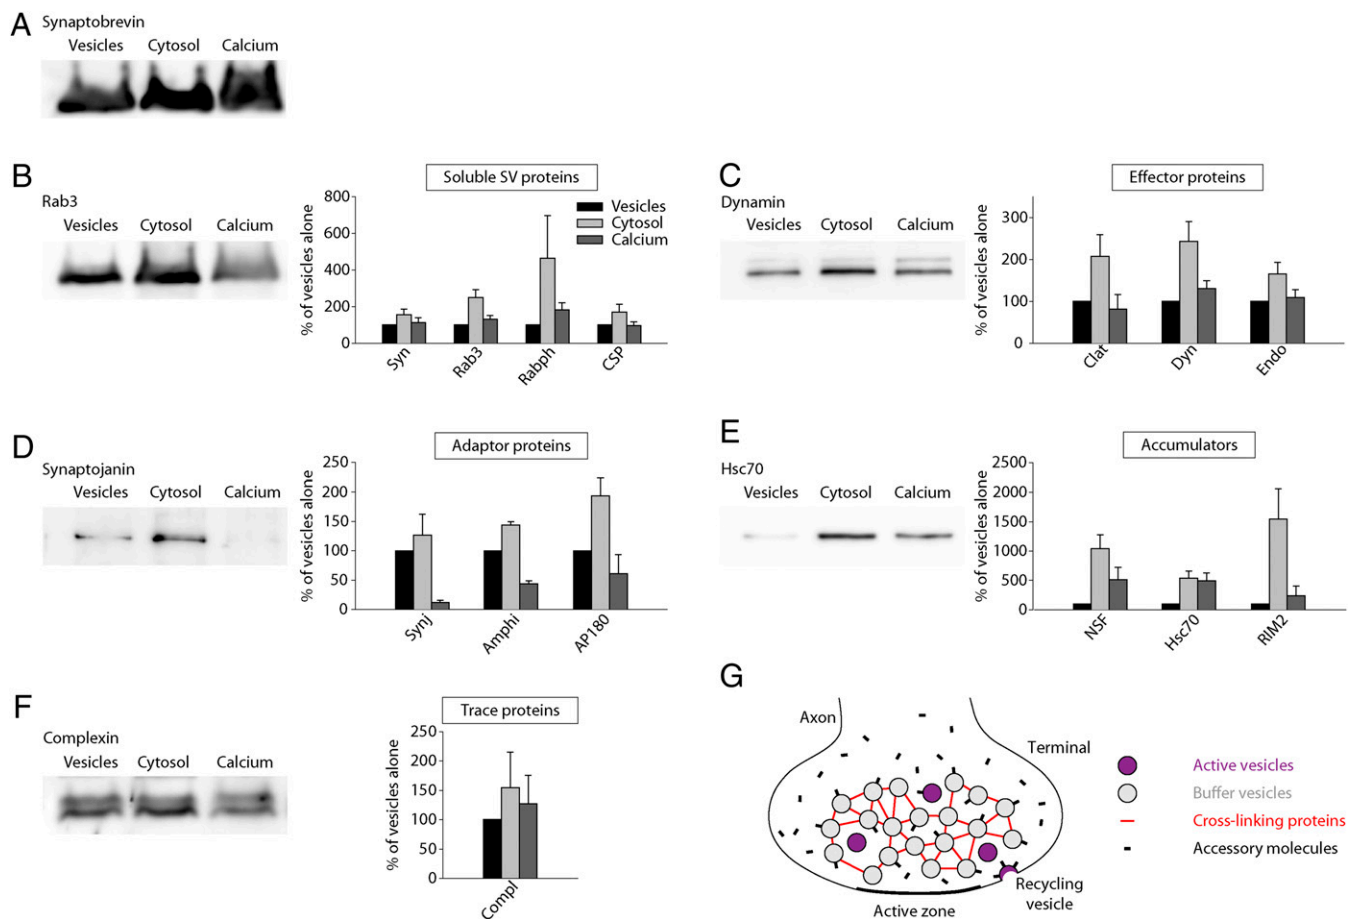 A
Synaptobrevin
Vesicles Cytosol Calcium
B
Rab3
Vesicles Cytosol Calcium
Soluble SV proteins
% of vesicles alone
800
600
400
200
0
Vesicles
Cytosol
Calcium
Syn Rab3 Rabph CSP
C
Dynamin
Vesicles Cytosol Calcium
Effector proteins
% of vesicles alone
300
200
100
0
Clat Dyn Endo
D
Synaptojanin
Vesicles Cytosol Calcium
Adaptor proteins
% of vesicles alone
250
200
150
100
50
0
Synj Amphi AP180
E
Hsc70
Vesicles Cytosol Calcium
Accumulators
% of vesicles alone
2500
2000
1500
1000
500
0
NSF Hsc70 RIM2
F
Complexin
Vesicles Cytosol Calcium
Trace proteins
% of vesicles alone
250
200
150
100
50
0
Compl
G
Axon
Terminal
Active zone
Recycling
vesicle
Active vesicles
Buffer vesicles
Cross-linking proteins
Accessory molecules